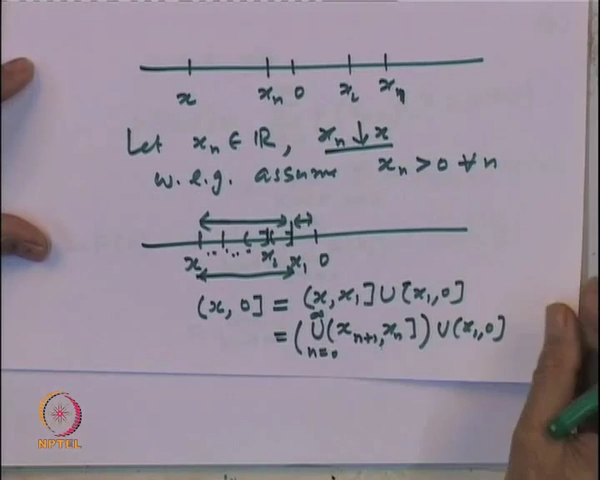 x xₙ 0 x₁ xₙ
Let xₙ ∈ ℝ, xₙ ↓ x
w.l.g. assume xₙ > 0 ∀ n
x x₂ x₁ 0
(x, 0] = (x, x₁] ∪ (x₁, 0]
= (∞∪n=0 (xₙ₊₁, xₙ]) ∪ (x₁, 0]
NPTEL